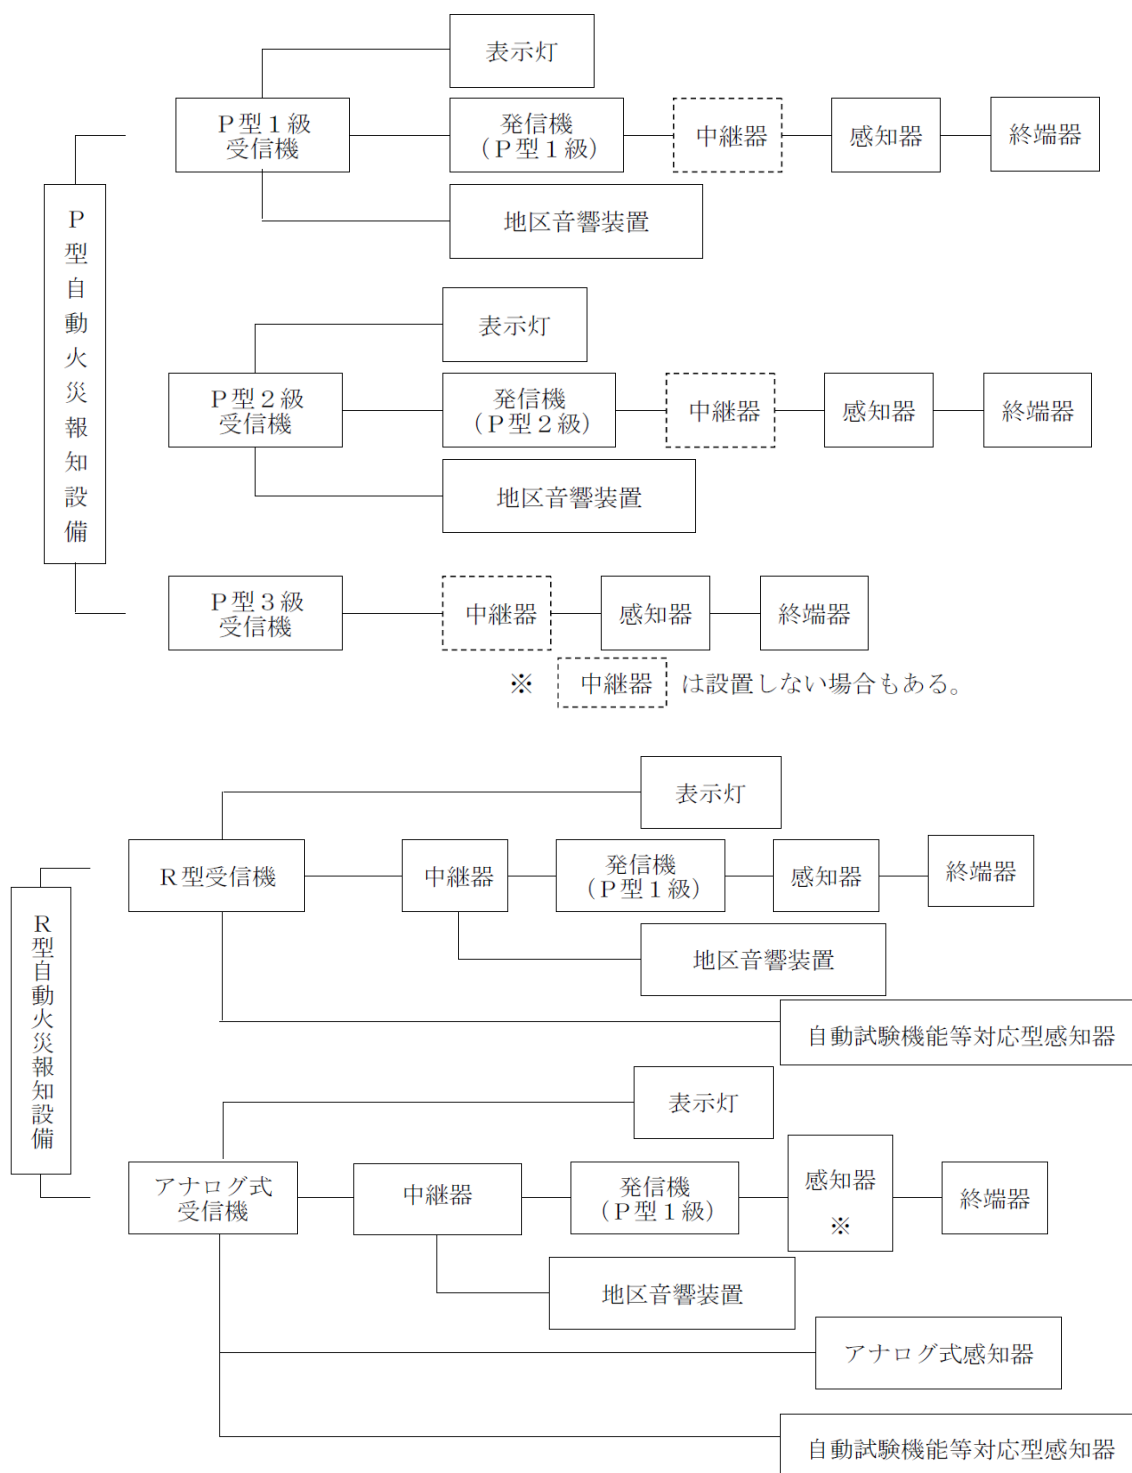 P型自動火災報知設備
表示灯
P型1級
受信機
発信機
(P型1級)
中継器
感知器
終端器
地区音響装置
表示灯
P型2級
受信機
発信機
(P型2級)
中継器
感知器
終端器
地区音響装置
P型3級
受信機
中継器
感知器
終端器
※ 中継器 は設置しない場合もある。
R型自動火災報知設備
表示灯
R型受信機
中継器
発信機
(P型1級)
感知器
終端器
地区音響装置
自動試験機能等対応型感知器
表示灯
アナログ式
受信機
中継器
発信機
(P型1級)
感知器
※
終端器
地区音響装置
アナログ式感知器
自動試験機能等対応型感知器